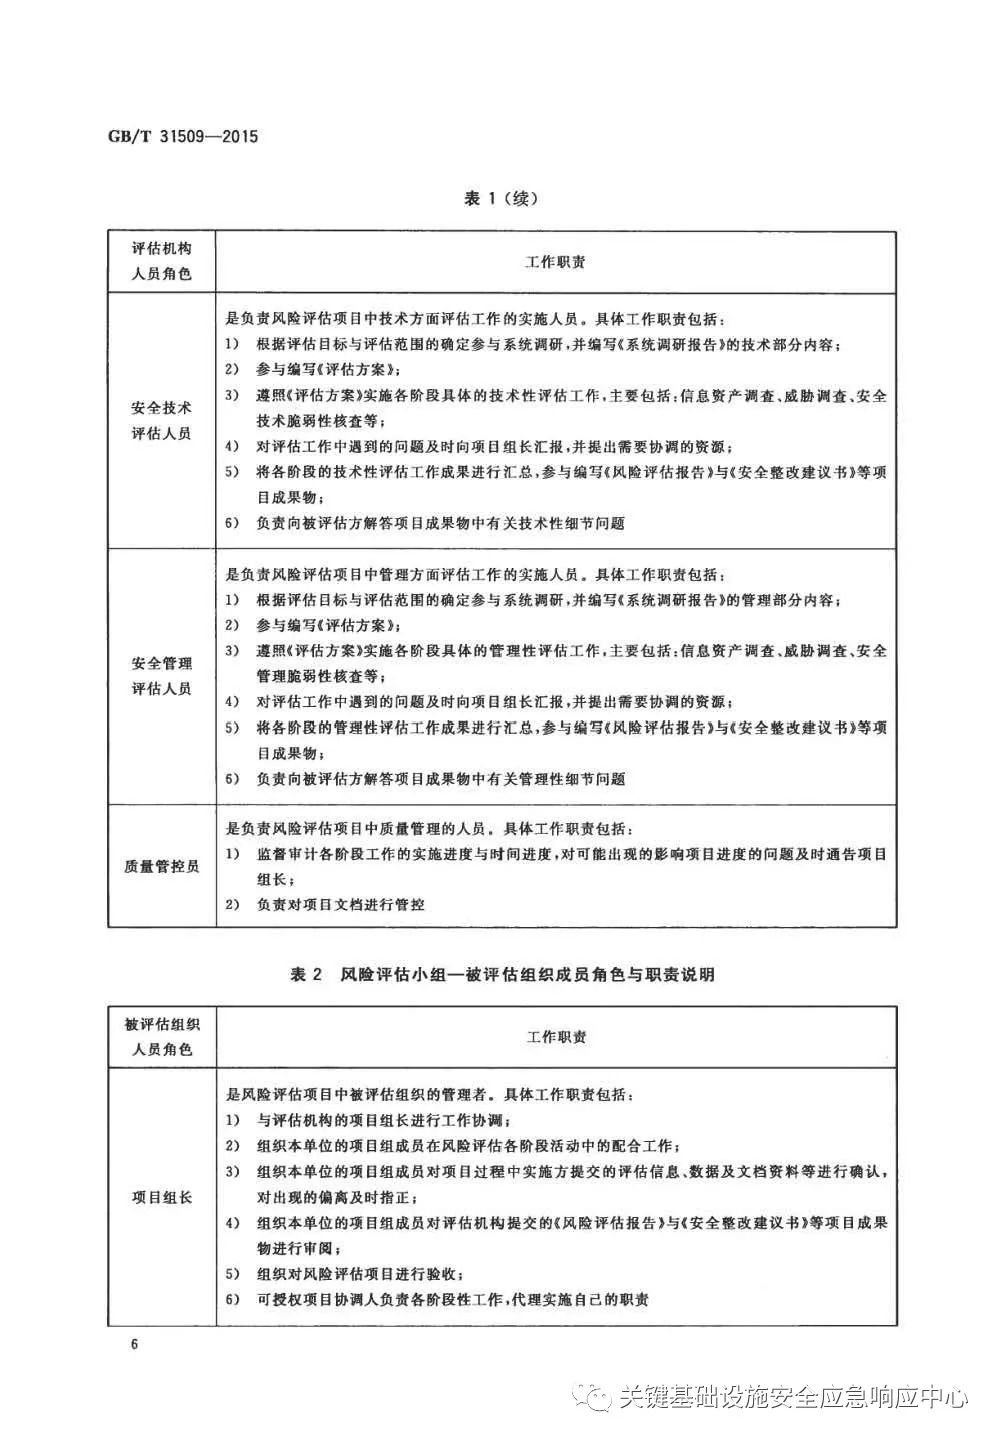 GB/T 31509—2015
表 1（续）
评估机构
人员角色
工作职责
安全技术
评估人员
是负责风险评估项目中技术方面评估工作的实施人员。具体工作职责包括：
1） 根据评估目标与评估范围的确定参与系统调研，并编写《系统调研报告》的技术部分内容；
2） 参与编写《评估方案》；
3） 遵照《评估方案》实施各阶段具体的技术性评估工作，主要包括：信息资产调查、威胁调查、安全
技术脆弱性核查等；
4） 对评估工作中遇到的问题及时向项目组长汇报，并提出需要协调的资源；
5） 将各阶段的技术性评估工作成果进行汇总，参与编写《风险评估报告》与《安全整改建议书》等项
目成果物；
6） 负责向被评估方解答项目成果物中有关技术性细节问题
安全管理
评估人员
是负责风险评估项目中管理方面评估工作的实施人员。具体工作职责包括：
1） 根据评估目标与评估范围的确定参与系统调研，并编写《系统调研报告》的管理部分内容；
2） 参与编写《评估方案》；
3） 遵照《评估方案》实施各阶段具体的管理性评估工作，主要包括：信息资产调查、威胁调查、安全
管理脆弱性核查等；
4） 对评估工作中遇到的问题及时向项目组长汇报，并提出需要协调的资源；
5） 将各阶段的管理性评估工作成果进行汇总，参与编写《风险评估报告》与《安全整改建议书》等项
目成果物；
6） 负责向被评估方解答项目成果物中有关管理性细节问题
质量管控员
是负责风险评估项目中质量管理的人员。具体工作职责包括：
1） 监督审计各阶段工作的实施进度与时间进度，对可能出现的影响项目进度的问题及时通告项目
组长；
2） 负责对项目文档进行管控
表 2 风险评估小组—被评估组织成员角色与职责说明
被评估组织
人员角色
工作职责
项目组长
是风险评估项目中被评估组织的管理者。具体工作职责包括：
1） 与评估机构的项目组长进行工作协调；
2） 组织本单位的项目组成员在风险评估各阶段活动中的配合工作；
3） 组织本单位的项目组成员对项目过程中实施方提交的评估信息、数据及文档资料等进行确认，
对出现的偏离及时指正；
4） 组织本单位的项目组成员对评估机构提交的《风险评估报告》与《安全整改建议书》等项目成果
物进行审阅；
5） 组织对风险评估项目进行验收；
6） 可授权项目协调人负责各阶段性工作，代理实施自己的职责
6
关键基础设施安全应急响应中心